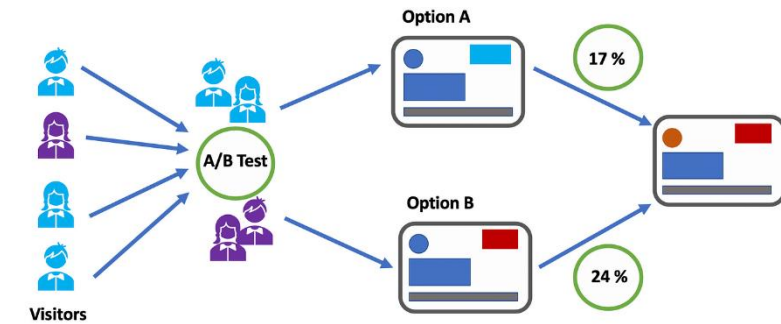 Option A
17 %
A/B Test
Option B
24 %
Visitors